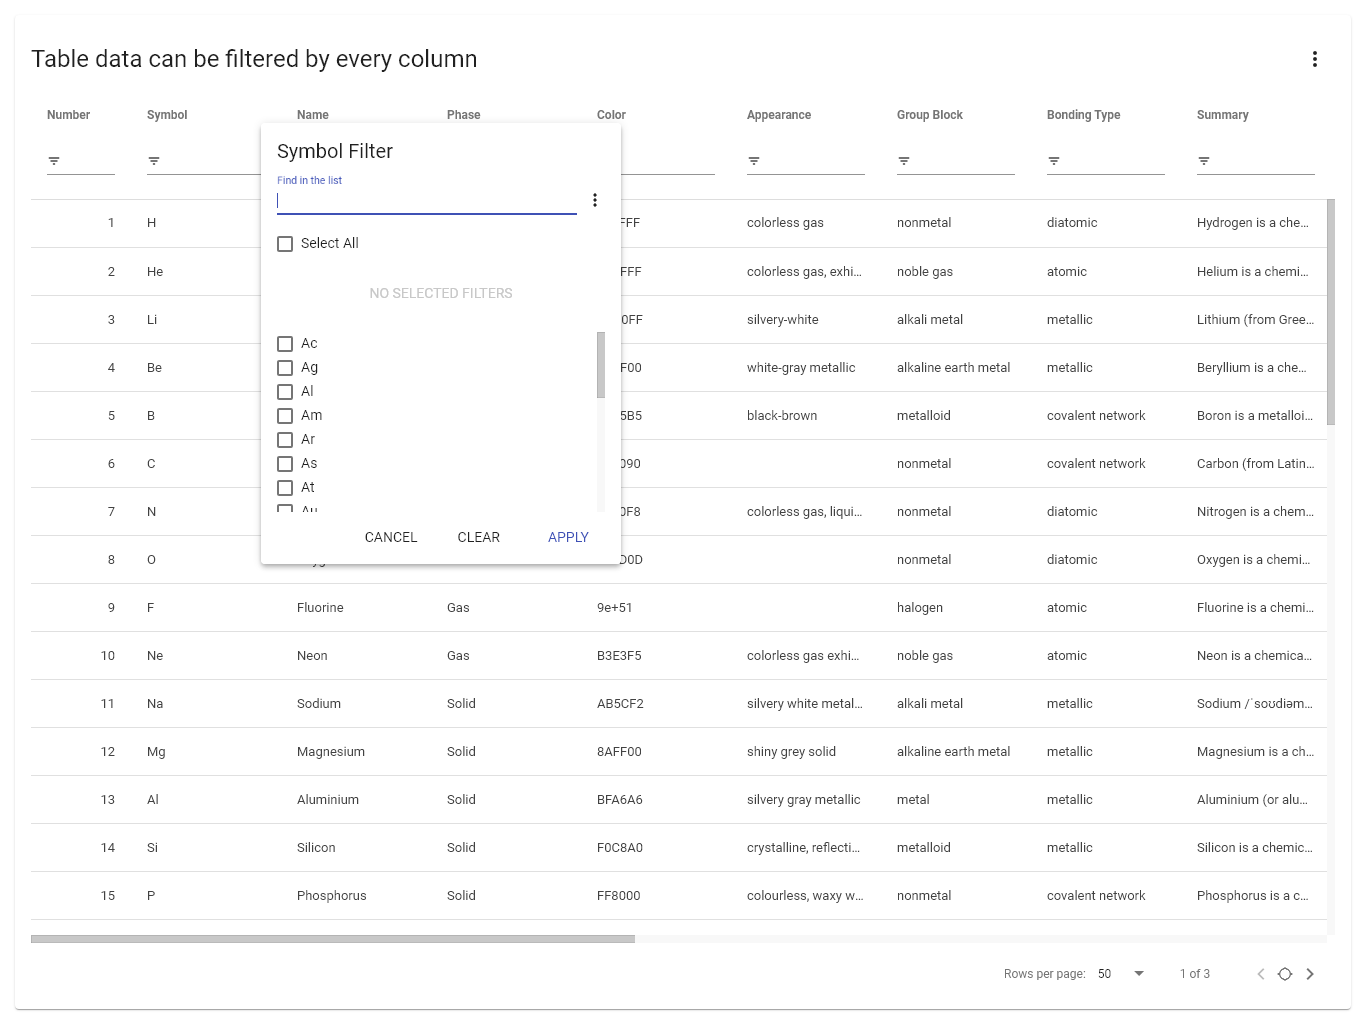 Table data can be filtered by every column
Number Symbol Name Phase Color Appearance Group Block Bonding Type Summary
Symbol Filter
Find in the list
Select All
NO SELECTED FILTERS
Ac
Ag
Al
Am
Ar
As
At
Au
CANCEL CLEAR APPLY
1 H FFF colorless gas nonmetal diatomic Hydrogen is a che...
2 He FFF colorless gas, exhi... noble gas atomic Helium is a chemi...
3 Li 0FF silvery-white alkali metal metallic Lithium (from Gree...
4 Be F00 white-gray metallic alkaline earth metal metallic Beryllium is a che...
5 B 5B5 black-brown metalloid covalent network Boron is a metalloi...
6 C 090 nonmetal covalent network Carbon (from Latin...
7 N 0F8 colorless gas, liqui... nonmetal diatomic Nitrogen is a chem...
8 O D0D nonmetal diatomic Oxygen is a chemi...
9 F Fluorine Gas 9e+51 halogen atomic Fluorine is a chemi...
10 Ne Neon Gas B3E3F5 colorless gas exhi... noble gas atomic Neon is a chemica...
11 Na Sodium Solid AB5CF2 silvery white metal... alkali metal metallic Sodium /ˈsoʊdiəm...
12 Mg Magnesium Solid 8AFF00 shiny grey solid alkaline earth metal metallic Magnesium is a ch...
13 Al Aluminium Solid BFA6A6 silvery gray metallic metal metallic Aluminium (or alu...
14 Si Silicon Solid F0C8A0 crystalline, reflecti... metalloid metallic Silicon is a chemic...
15 P Phosphorus Solid FF8000 colourless, waxy w... nonmetal covalent network Phosphorus is a c...
Rows per page: 50 1 of 3